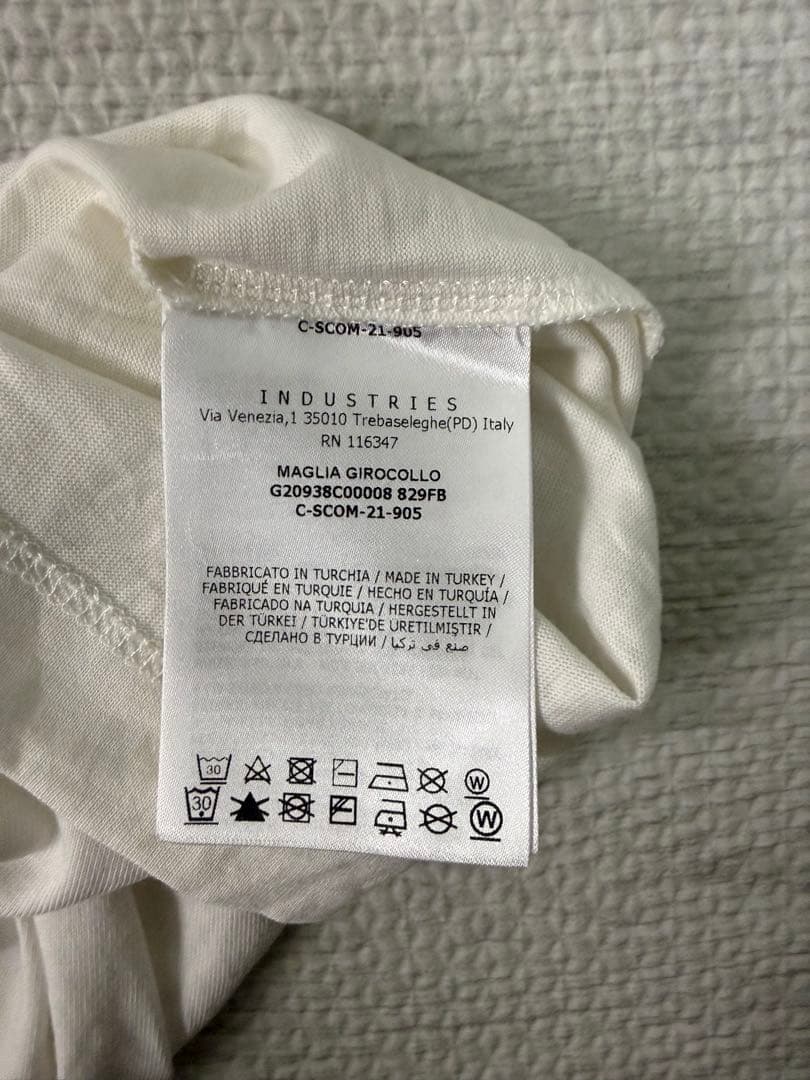 C-SCOM-21-905
INDUSTRIES
Via Venezia,1 35010 Trebaseleghe(PD) Italy
RN 116347
MAGLIA GIROCOLLO
G20938C00008 829FB
C-SCOM-21-905
FABBRICATO IN TURCHIA / MADE IN TURKEY /
FABRIQUÉ EN TURQUIE / HECHO EN TURQUÍA /
FABRICADO NA TURQUIA / HERGESTELLT IN
DER TÜRKEI / TÜRKIYE'DE ÜRETILMIŞTIR /
СДЕЛАНО В ТУРЦИИ / صنع في تركيا
30 W
30 W